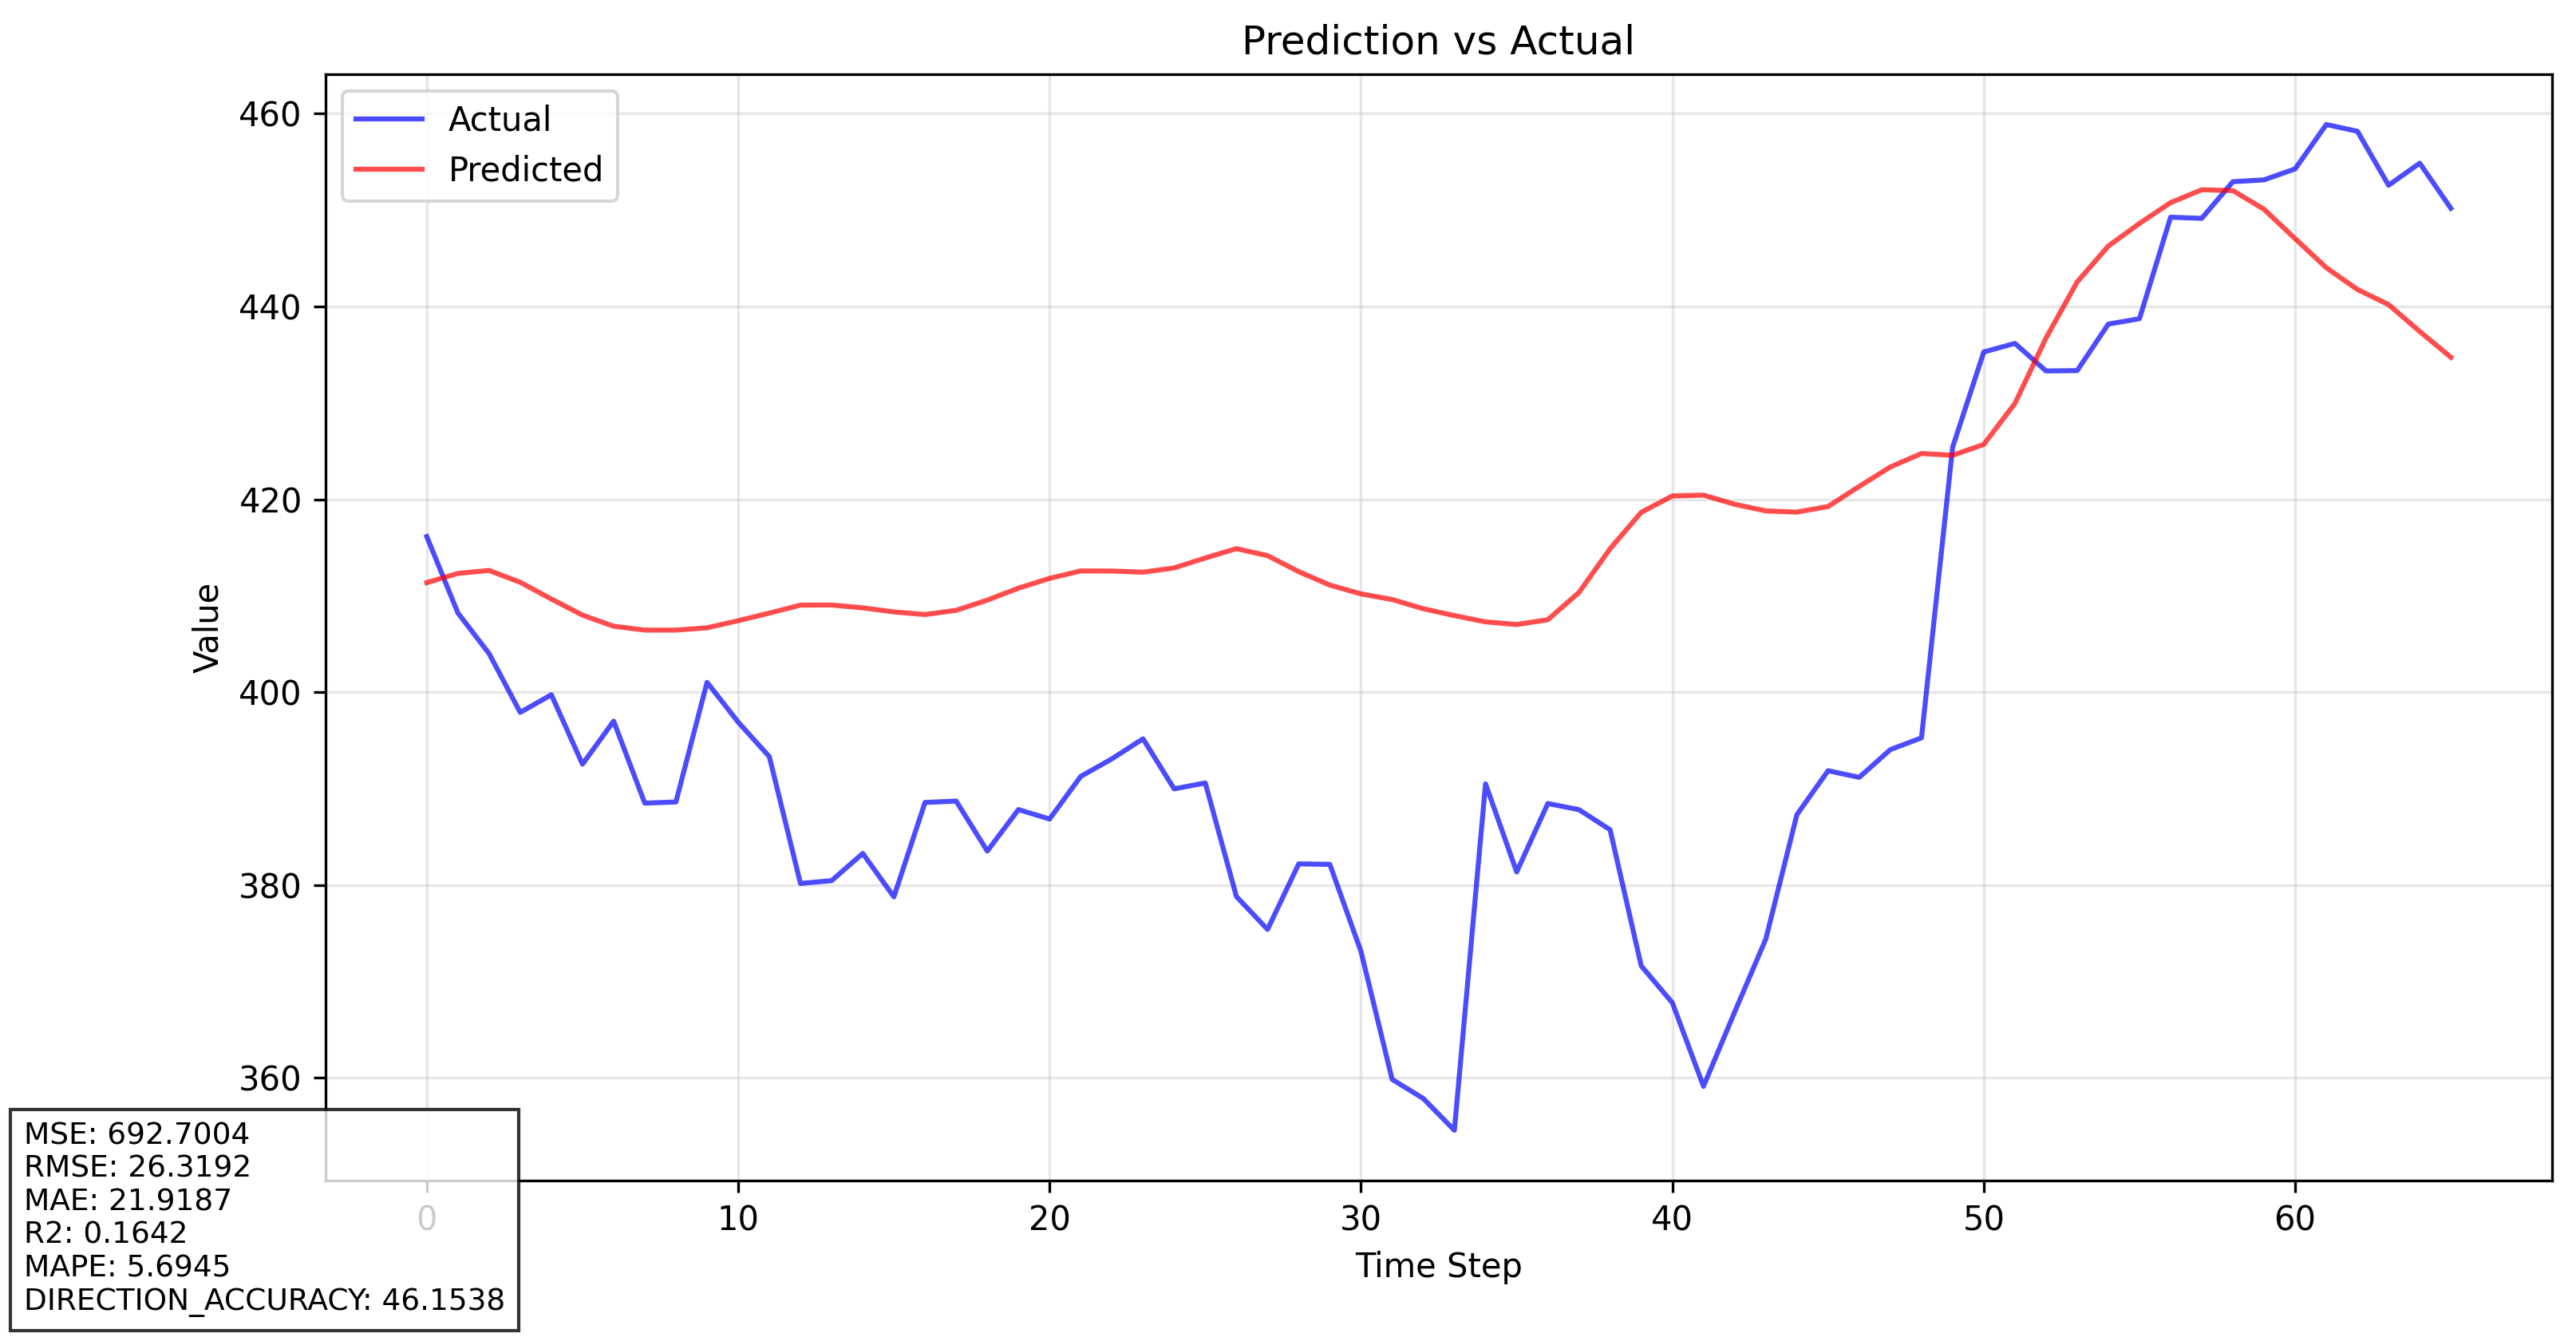 Prediction vs Actual
Actual
Predicted
460
440
420
400
380
360
Value
0
10
20
30
40
50
60
Time Step
MSE: 692.7004
RMSE: 26.3192
MAE: 21.9187
R2: 0.1642
MAPE: 5.6945
DIRECTION_ACCURACY: 46.1538